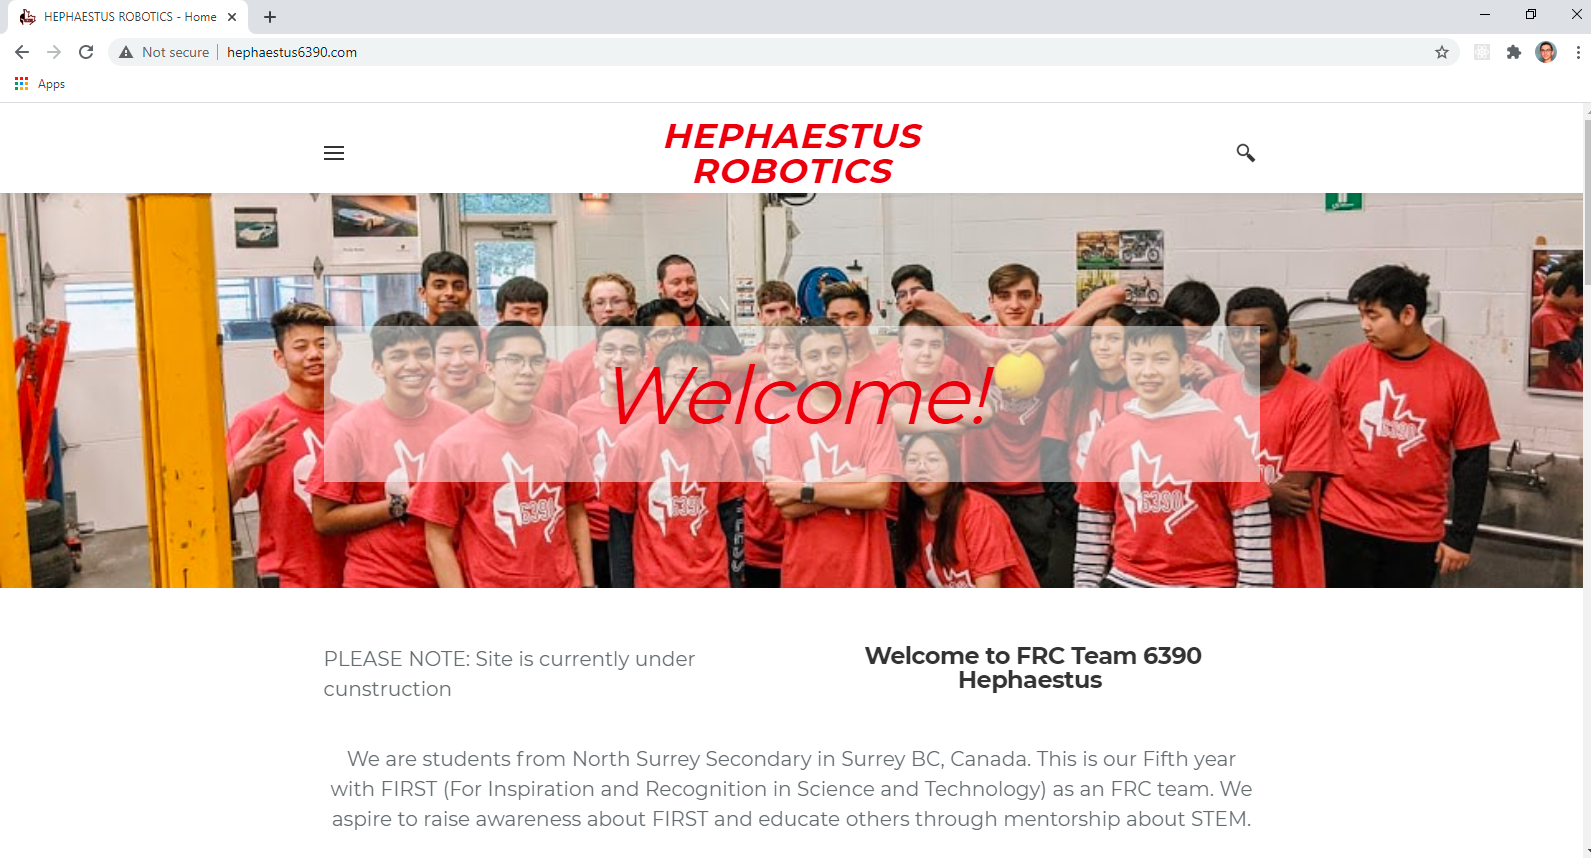 HEPHAESTUS ROBOTICS - Home
Not secure
hephaestus6390.com
Apps
HEPHAESTUS
ROBOTICS
Welcome!
6390
6390
6390
PLEASE NOTE: Site is currently under
cunstruction
Welcome to FRC Team 6390
Hephaestus
We are students from North Surrey Secondary in Surrey BC, Canada. This is our Fifth year
with FIRST (For Inspiration and Recognition in Science and Technology) as an FRC team. We
aspire to raise awareness about FIRST and educate others through mentorship about STEM.